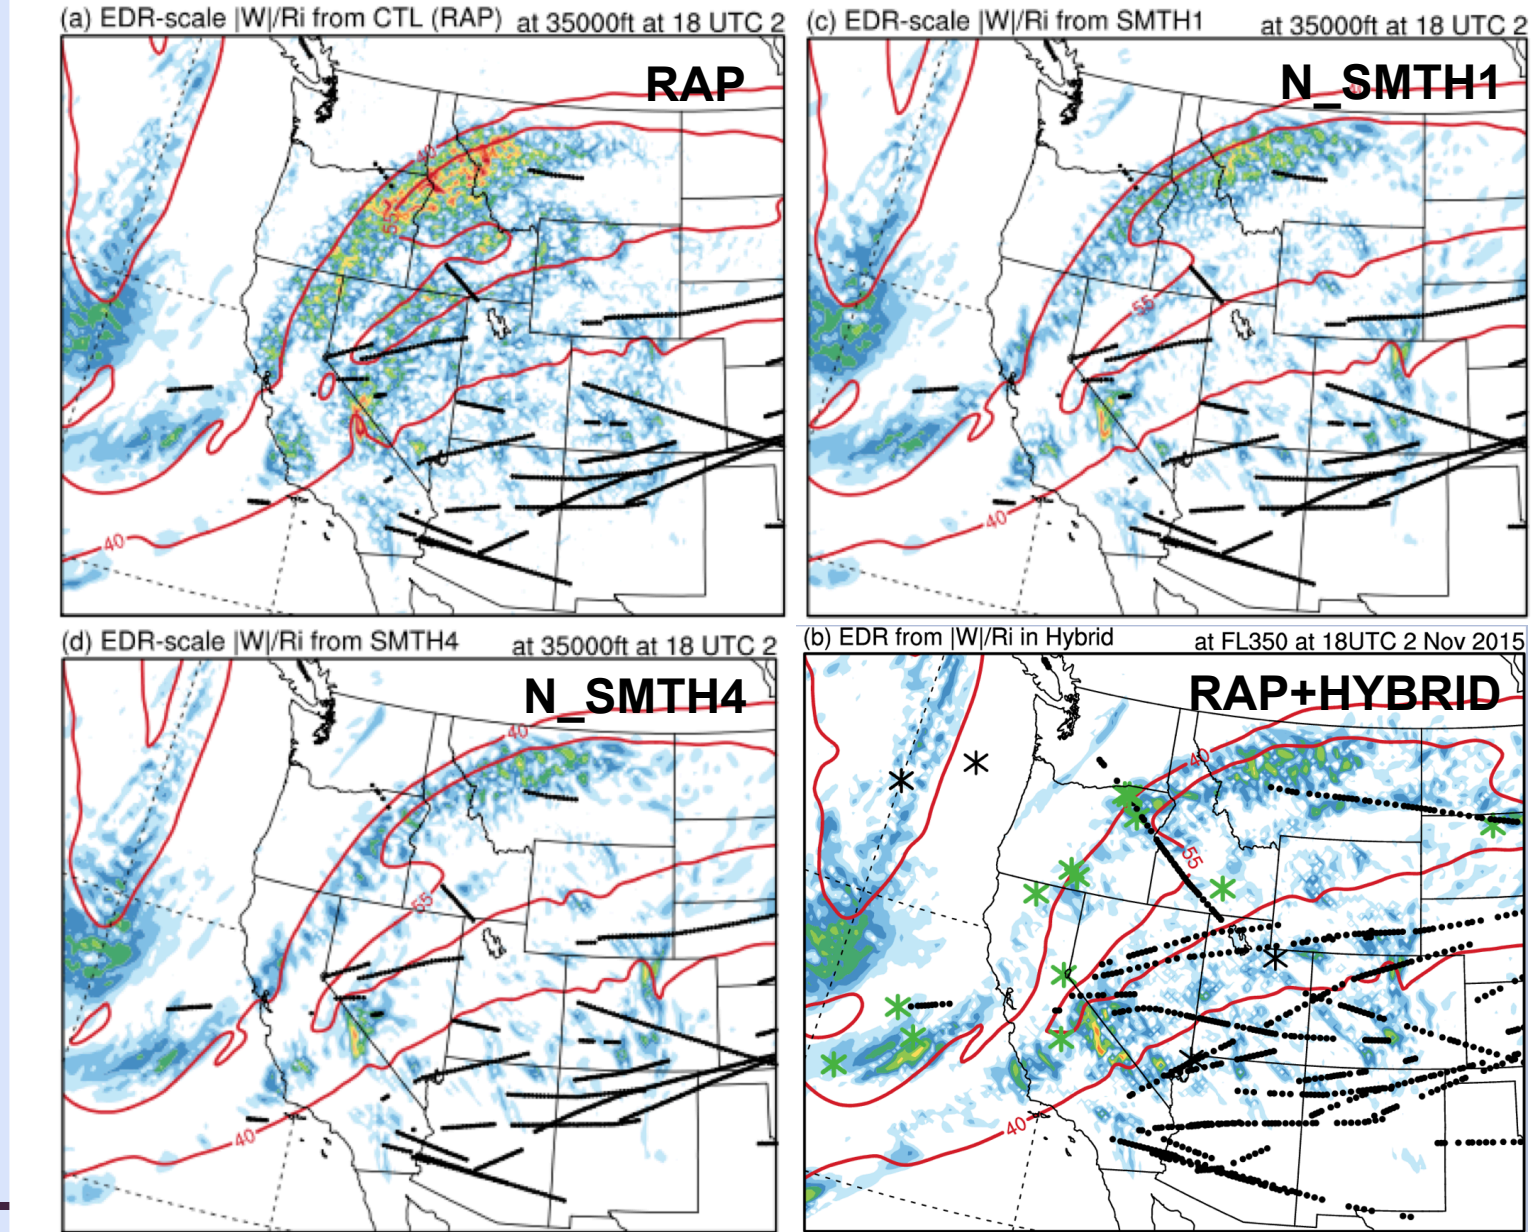 (a) EDR-scale |W|/Ri from CTL (RAP) at 35000ft at 18 UTC 2
RAP
40
55
40
(c) EDR-scale |W|/Ri from SMTH1 at 35000ft at 18 UTC 2
N_SMTH1
40
55
40
(d) EDR-scale |W|/Ri from SMTH4 at 35000ft at 18 UTC 2
N_SMTH4
40
55
40
(b) EDR from |W|/Ri in Hybrid at FL350 at 18UTC 2 Nov 2015
RAP+HYBRID
40
55
40